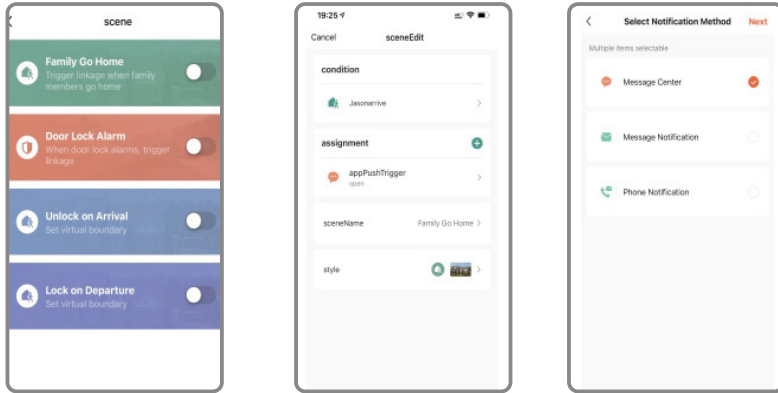 scene
Family Go Home
Trigger linkage when family
members go home
Door Lock Alarm
When door lock alarms, trigger
linkage
Unlock on Arrival
Set virtual boundary
Lock on Departure
Set virtual boundary
19:25
Cancel sceneEdit
condition
Jasonarrive
assignment
appPushTrigger
open
sceneName Family Go Home
style
Select Notification Method Next
Multiple items selectable
Message Center
Message Notification
Phone Notification